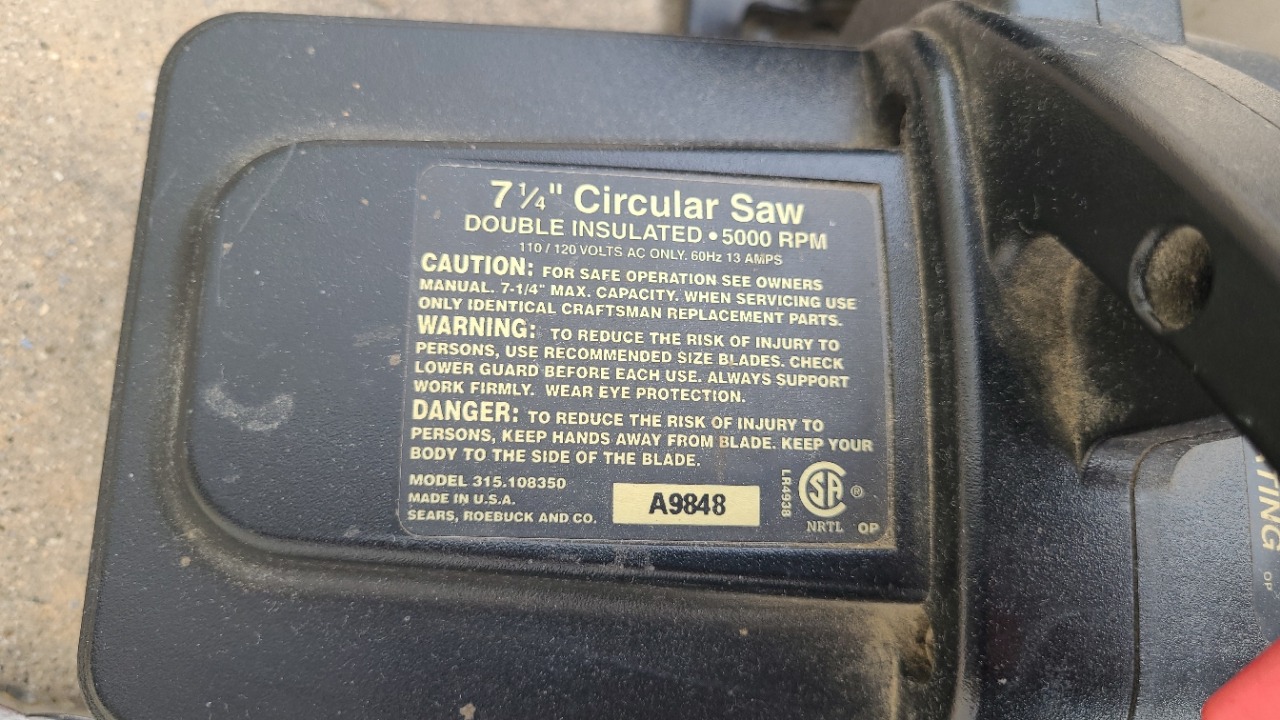 7 1/4" Circular Saw
DOUBLE INSULATED • 5000 RPM
110 / 120 VOLTS AC ONLY. 60Hz 13 AMPS
CAUTION: FOR SAFE OPERATION SEE OWNERS
MANUAL. 7-1/4" MAX. CAPACITY. WHEN SERVICING USE
ONLY IDENTICAL CRAFTSMAN REPLACEMENT PARTS.
WARNING: TO REDUCE THE RISK OF INJURY TO
PERSONS, USE RECOMMENDED SIZE BLADES. CHECK
LOWER GUARD BEFORE EACH USE. ALWAYS SUPPORT
WORK FIRMLY. WEAR EYE PROTECTION.
DANGER: TO REDUCE THE RISK OF INJURY TO
PERSONS, KEEP HANDS AWAY FROM BLADE. KEEP YOUR
BODY TO THE SIDE OF THE BLADE.
MODEL 315.108350
MADE IN U.S.A.
SEARS, ROEBUCK AND CO.
A9848
LR4938
SA ®
NRTL OP
OP